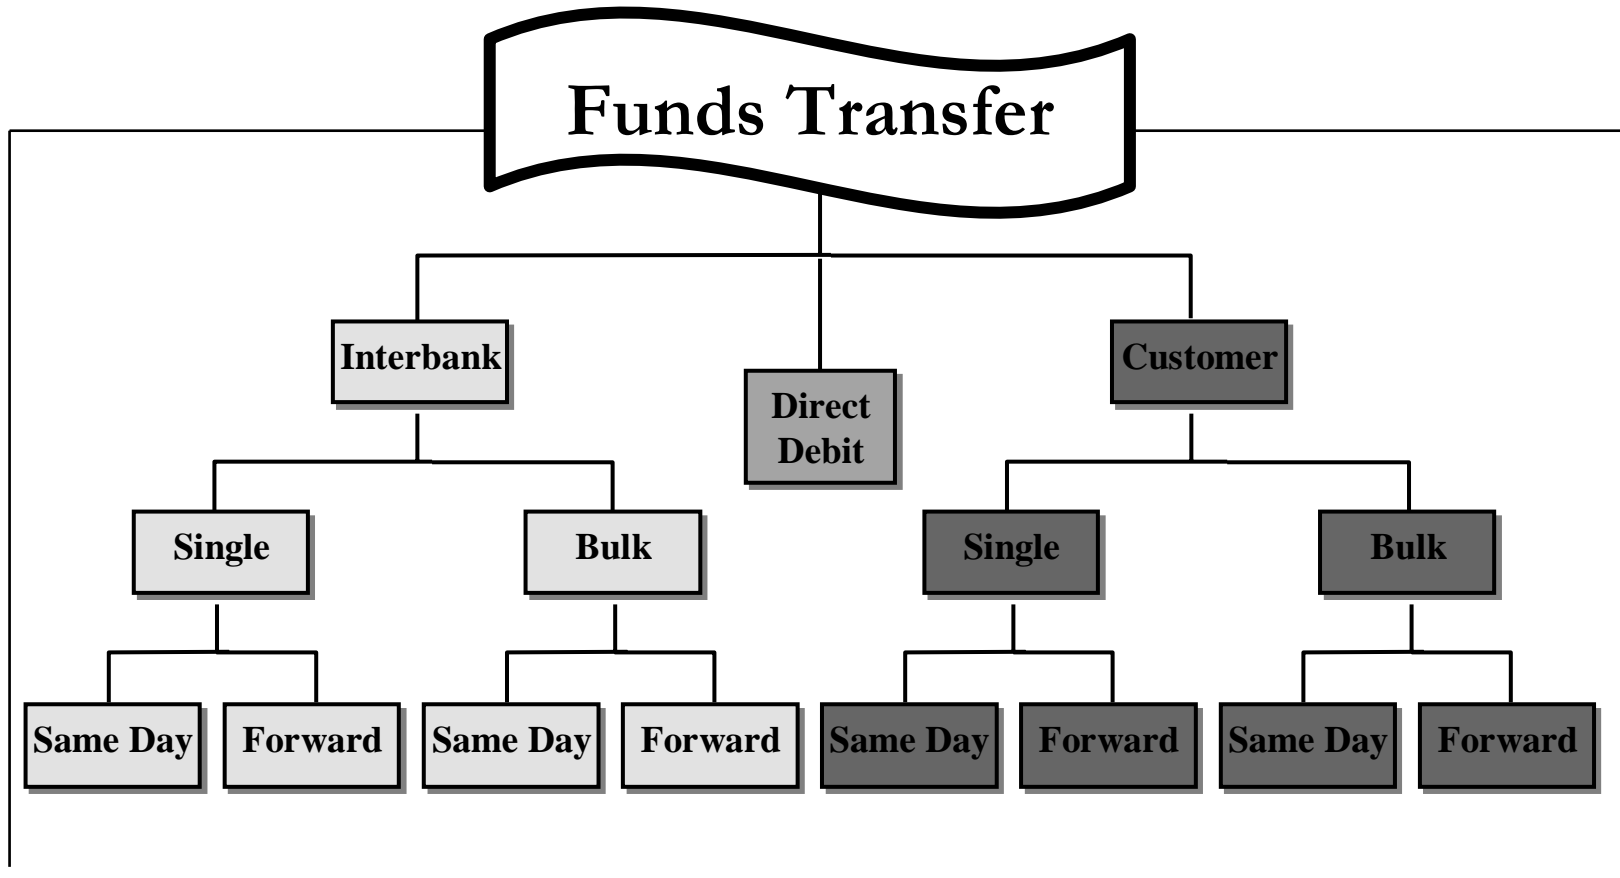 Funds Transfer
Interbank
Customer
Direct
Debit
Single
Bulk
Single
Bulk
Same Day
Forward
Same Day
Forward
Same Day
Forward
Same Day
Forward